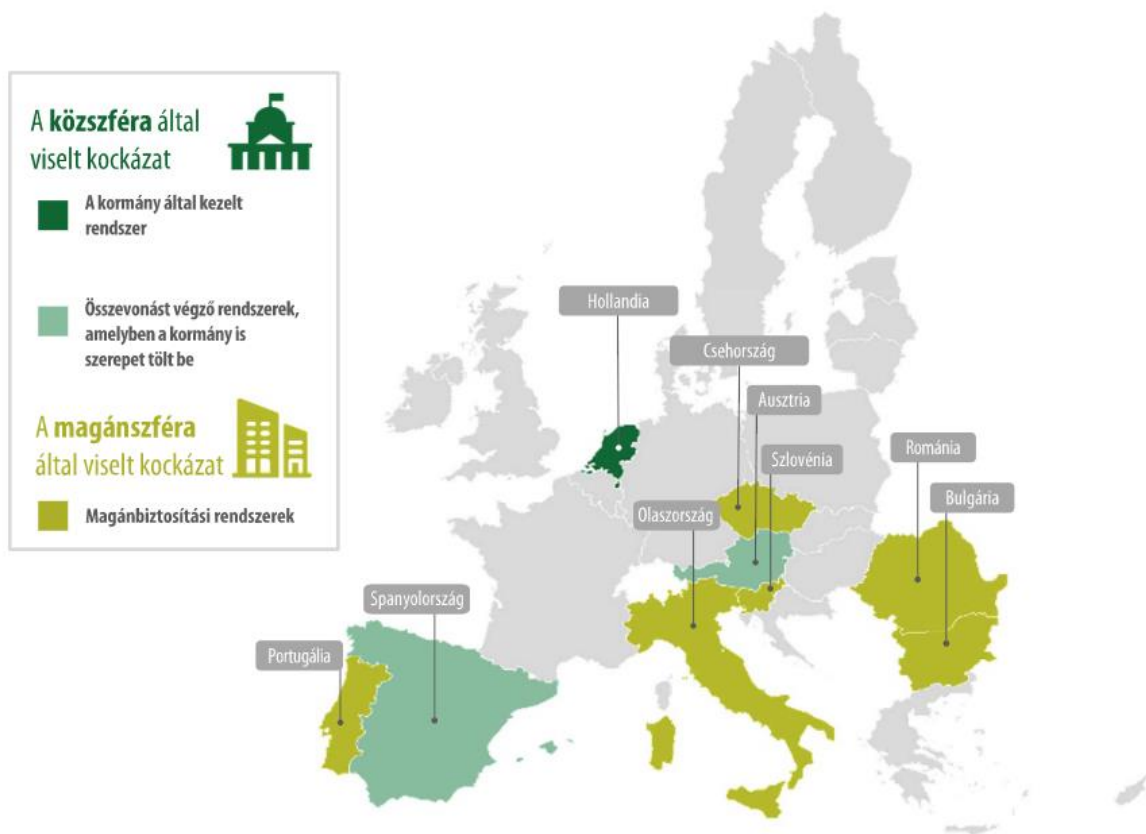 A közszféra által
viselt kockázat
A kormány által kezelt
rendszer
Összevonást végző rendszerek,
amelyben a kormány is
szerepet tölt be
A magánszféra
által viselt kockázat
Magánbiztosítási rendszerek
Hollandia
Csehország
Ausztria
Szlovénia
Románia
Bulgária
Olaszország
Spanyolország
Portugália